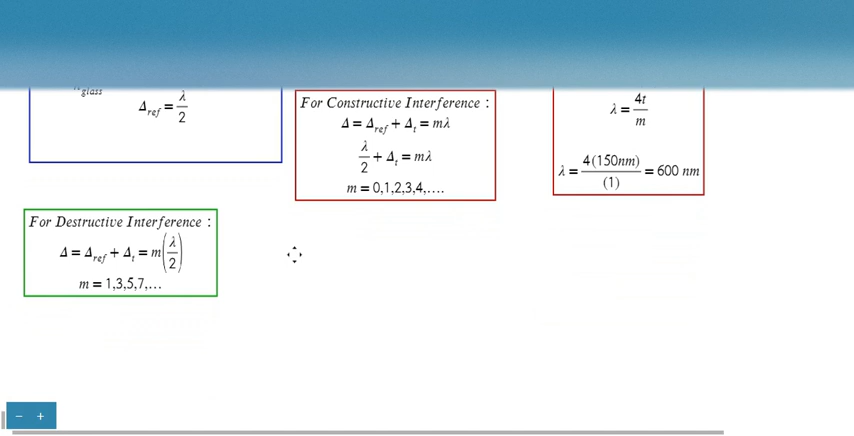 n_glass
Δ_ref = λ/2
For Constructive Interference :
Δ = Δ_ref + Δ_t = mλ
λ/2 + Δ_t = mλ
m = 0,1,2,3,4,....
λ = 4t/m
λ = 4(150nm)/(1) = 600 nm
For Destructive Interference :
Δ = Δ_ref + Δ_t = m(λ/2)
m = 1,3,5,7,...
− +